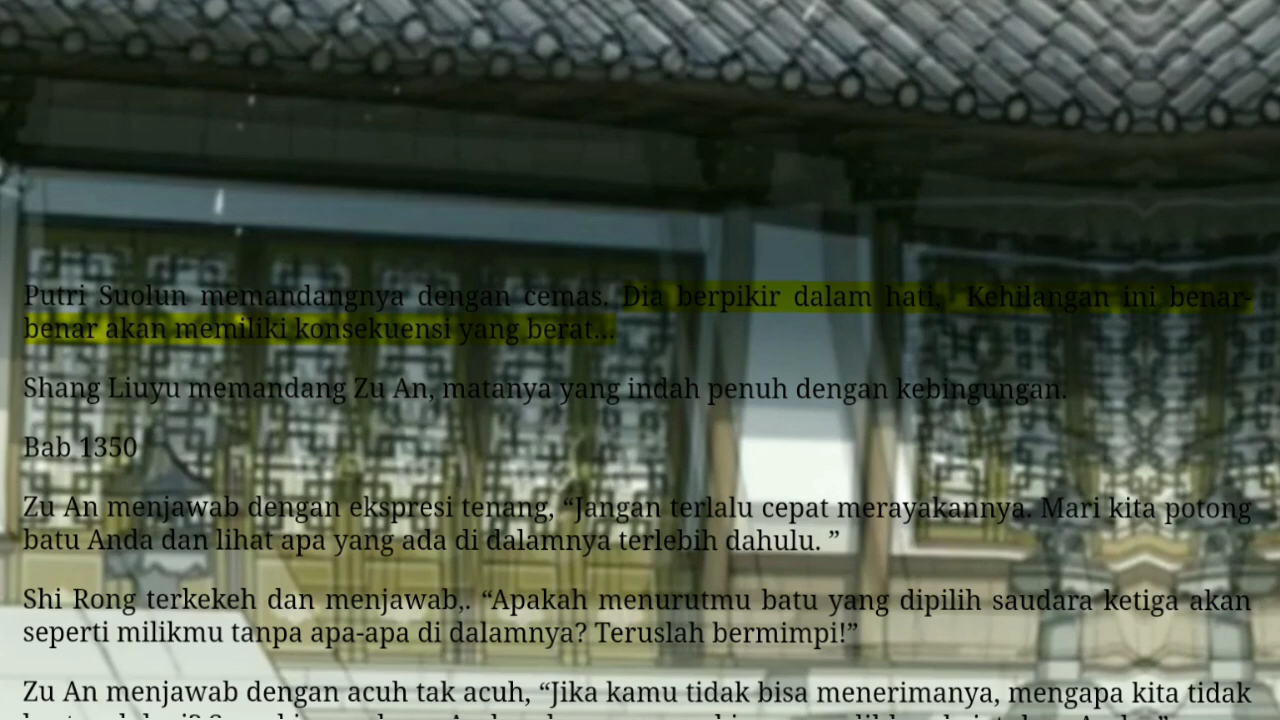 Putri Suolun memandangnya dengan cemas. Dia berpikir dalam hati, Kehilangan ini benar-
benar akan memiliki konsekuensi yang berat...
Shang Liuyu memandang Zu An, matanya yang indah penuh dengan kebingungan.
Bab 1350
Zu An menjawab dengan ekspresi tenang, “Jangan terlalu cepat merayakannya. Mari kita potong
batu Anda dan lihat apa yang ada di dalamnya terlebih dahulu. ”
Shi Rong terkekeh dan menjawab,. “Apakah menurutmu batu yang dipilih saudara ketiga akan
seperti milikmu tanpa apa-apa di dalamnya? Teruslah bermimpi!”
Zu An menjawab dengan acuh tak acuh, “Jika kamu tidak bisa menerimanya, mengapa kita tidak